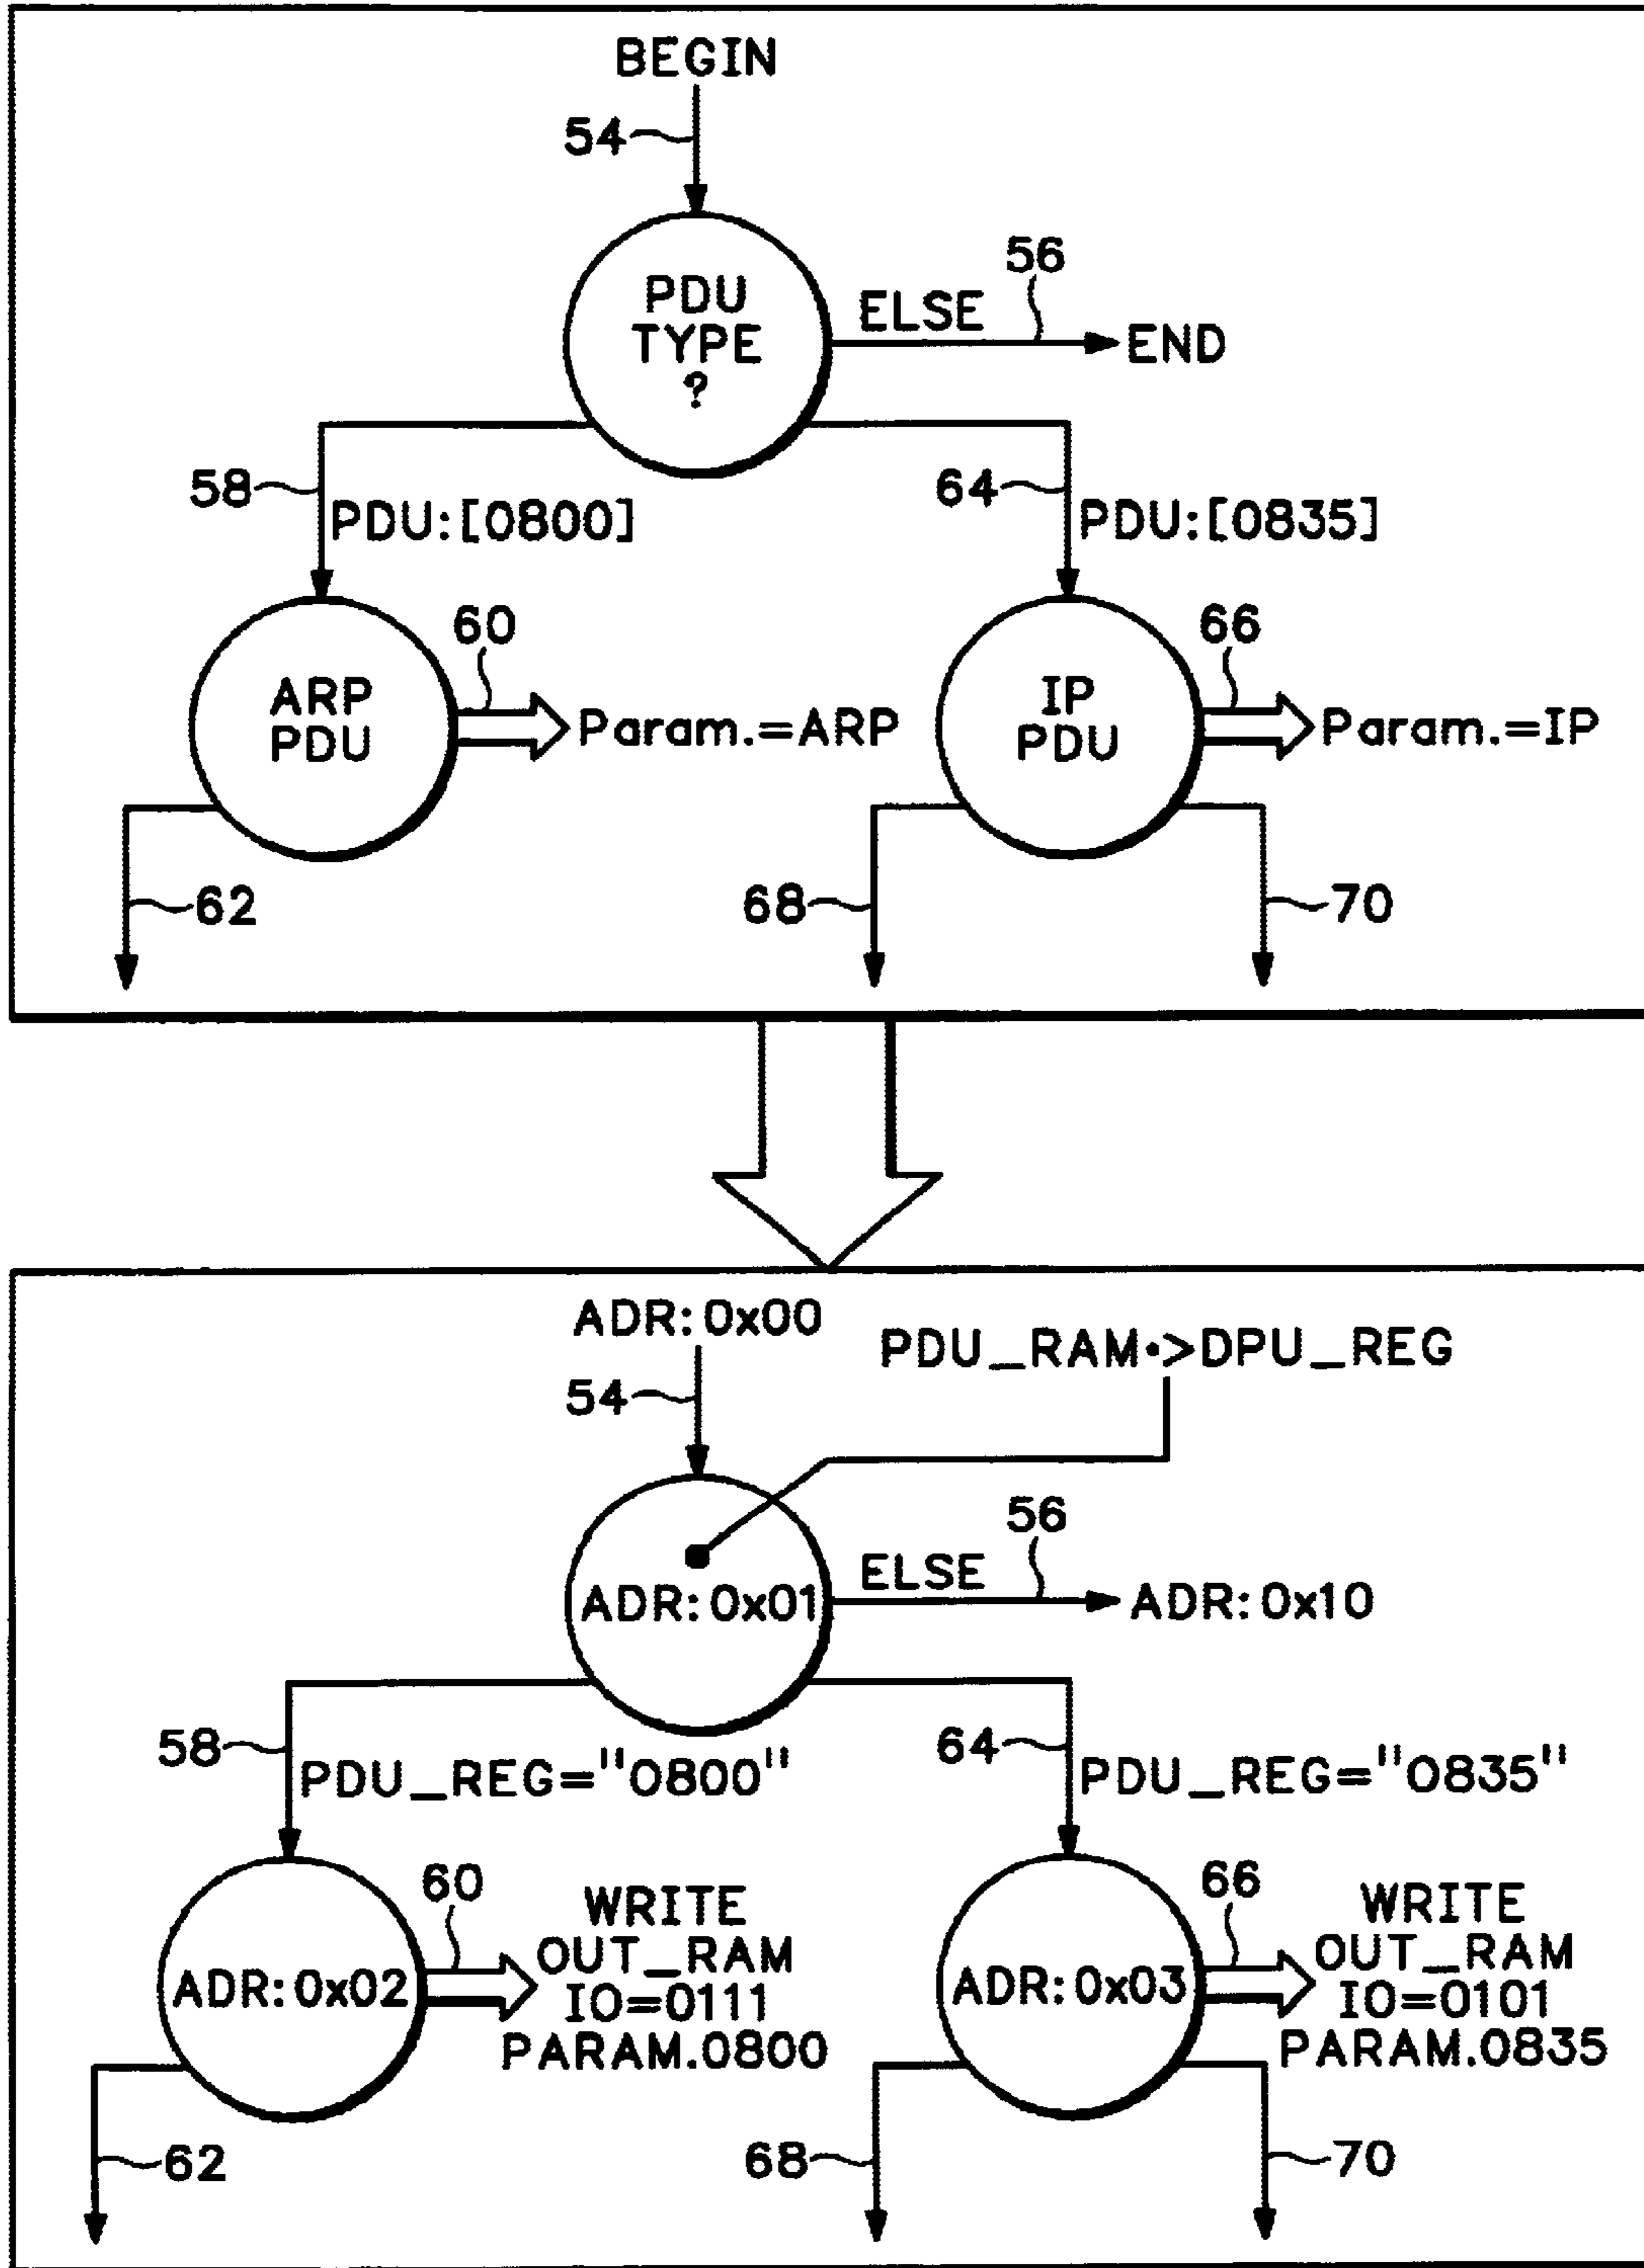 BEGIN
54
PDU
TYPE
?
ELSE
56
END
58
PDU:[0800]
64
PDU:[0835]
ARP
PDU
60
Param.=ARP
IP
PDU
66
Param.=IP
62
68
70
ADR:0x00
PDU_RAM·>DPU_REG
54
ADR:0x01
ELSE
56
ADR:0x10
58
PDU_REG="0800"
64
PDU_REG="0835"
ADR:0x02
60
WRITE
OUT_RAM
IO=0111
PARAM.0800
ADR:0x03
66
WRITE
OUT_RAM
IO=0101
PARAM.0835
62
68
70